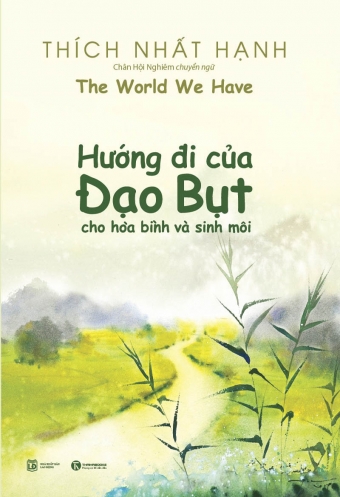 THÍCH NHẤT HẠNH
Chân Hội Nghiêm chuyển ngữ
The World We Have
Hướng đi của
Đạo Bụt
cho hòa bình và sinh môi